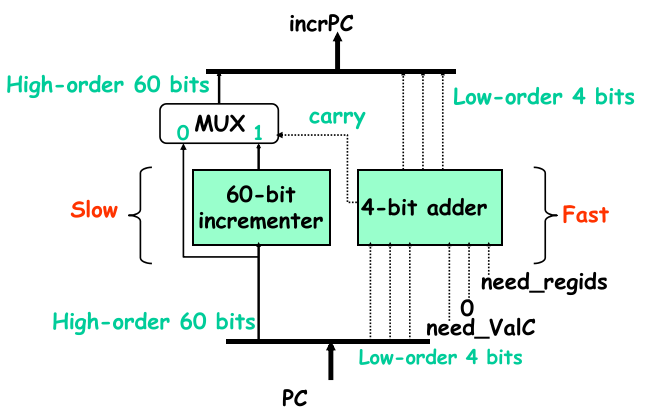 incrPC
High-order 60 bits
Low-order 4 bits
MUX
0 1
carry
Slow
60-bit
incrementer
4-bit adder
Fast
need_regids
0
need_ValC
High-order 60 bits
Low-order 4 bits
PC